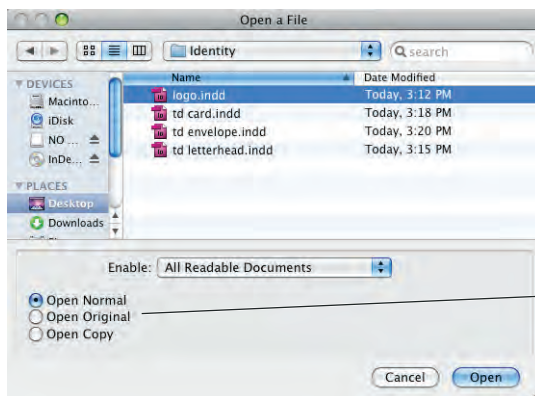 Open a File
Identity
search
Name Date Modified
DEVICES
Macinto...
iDisk
NO ...
InDe...
PLACES
Desktop
Downloads
logo.indd Today, 3:12 PM
td card.indd Today, 3:18 PM
td envelope.indd Today, 3:20 PM
td letterhead.indd Today, 3:15 PM
Enable: All Readable Documents
Open Normal
Open Original
Open Copy
Cancel Open